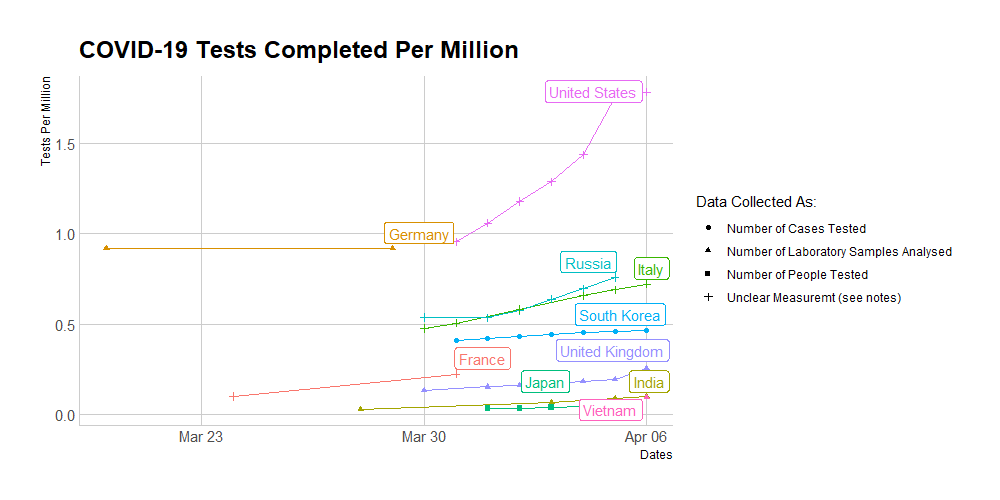 COVID-19 Tests Completed Per Million
Tests Per Million
United States
1.5
Data Collected As:
Number of Cases Tested
1.0
Germany
Number of Laboratory Samples Analysed
Russia
Italy
Number of People Tested
Unclear Measuremt (see notes)
0.5
South Korea
United Kingdom
France
Japan
India
Vietnam
0.0
Mar 23
Mar 30
Apr 06
Dates